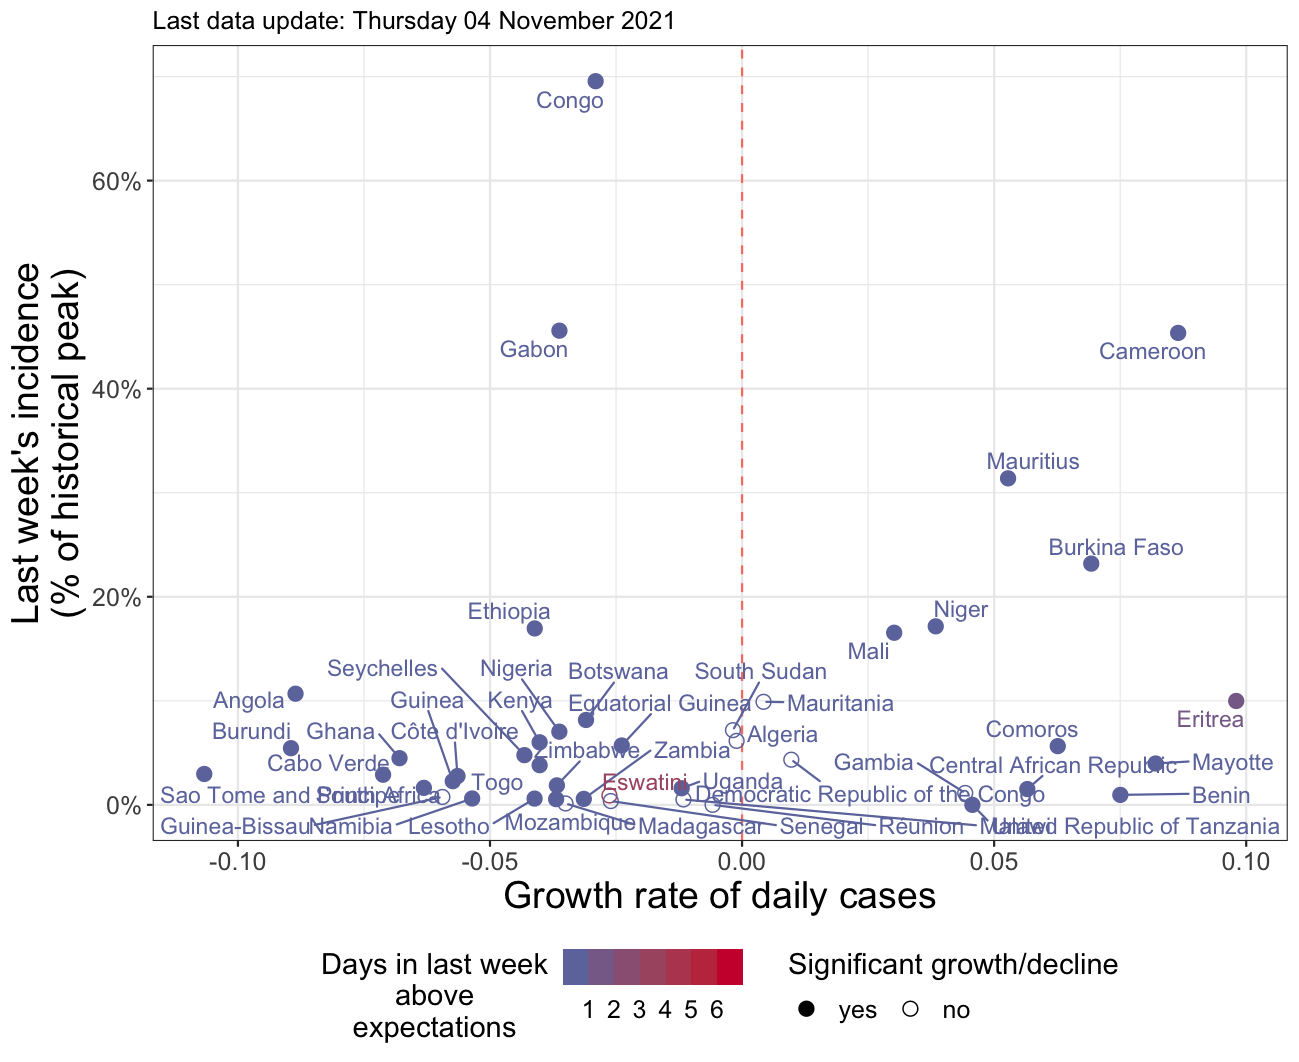 Last data update: Thursday 04 November 2021
Last week's incidence
(% of historical peak)
60%
40%
20%
0%
Congo
Gabon
Cameroon
Mauritius
Burkina Faso
Ethiopia
Niger
Mali
Seychelles
Nigeria
Botswana
South Sudan
Angola
Guinea
Kenya
Equatorial Guinea
Mauritania
Eritrea
Burundi
Ghana
Côte d'Ivoire
Algeria
Comoros
Cabo Verde
Zimbabwe
Zambia
Gambia
Central African Republic
Mayotte
Togo
Eswatini
Uganda
Sao Tome and Principe
South Africa
Democratic Republic of the Congo
Benin
Guinea-Bissau
Namibia
Lesotho
Mozambique
Madagascar
Senegal
Réunion
Malawi
United Republic of Tanzania
-0.10
-0.05
0.00
0.05
0.10
Growth rate of daily cases
Days in last week
above
expectations
1 2 3 4 5 6
Significant growth/decline
yes
no